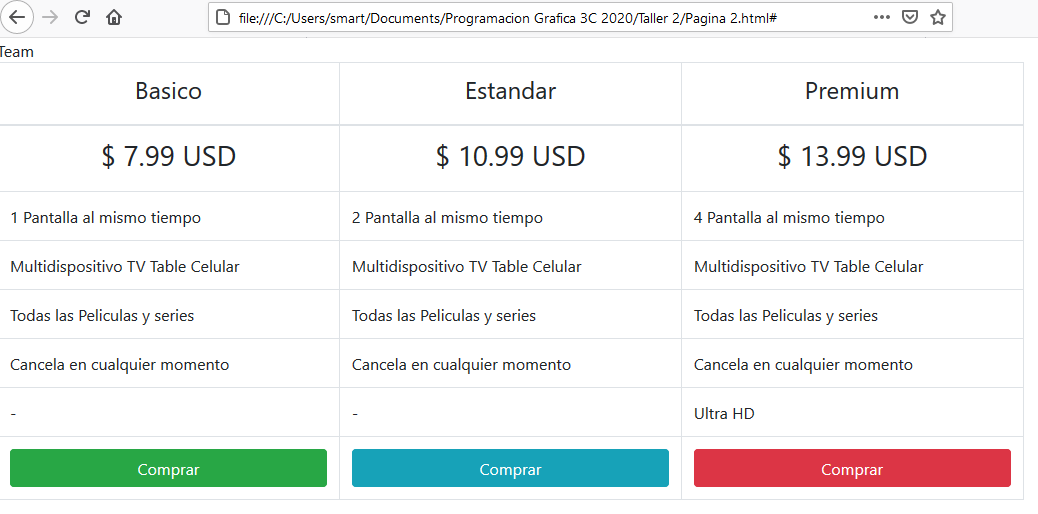 file:///C:/Users/smart/Documents/Programacion Grafica 3C 2020/Taller 2/Pagina 2.html#
Team
Basico Estandar Premium
$ 7.99 USD $ 10.99 USD $ 13.99 USD
1 Pantalla al mismo tiempo 2 Pantalla al mismo tiempo 4 Pantalla al mismo tiempo
Multidispositivo TV Table Celular Multidispositivo TV Table Celular Multidispositivo TV Table Celular
Todas las Peliculas y series Todas las Peliculas y series Todas las Peliculas y series
Cancela en cualquier momento Cancela en cualquier momento Cancela en cualquier momento
- - Ultra HD
Comprar Comprar Comprar